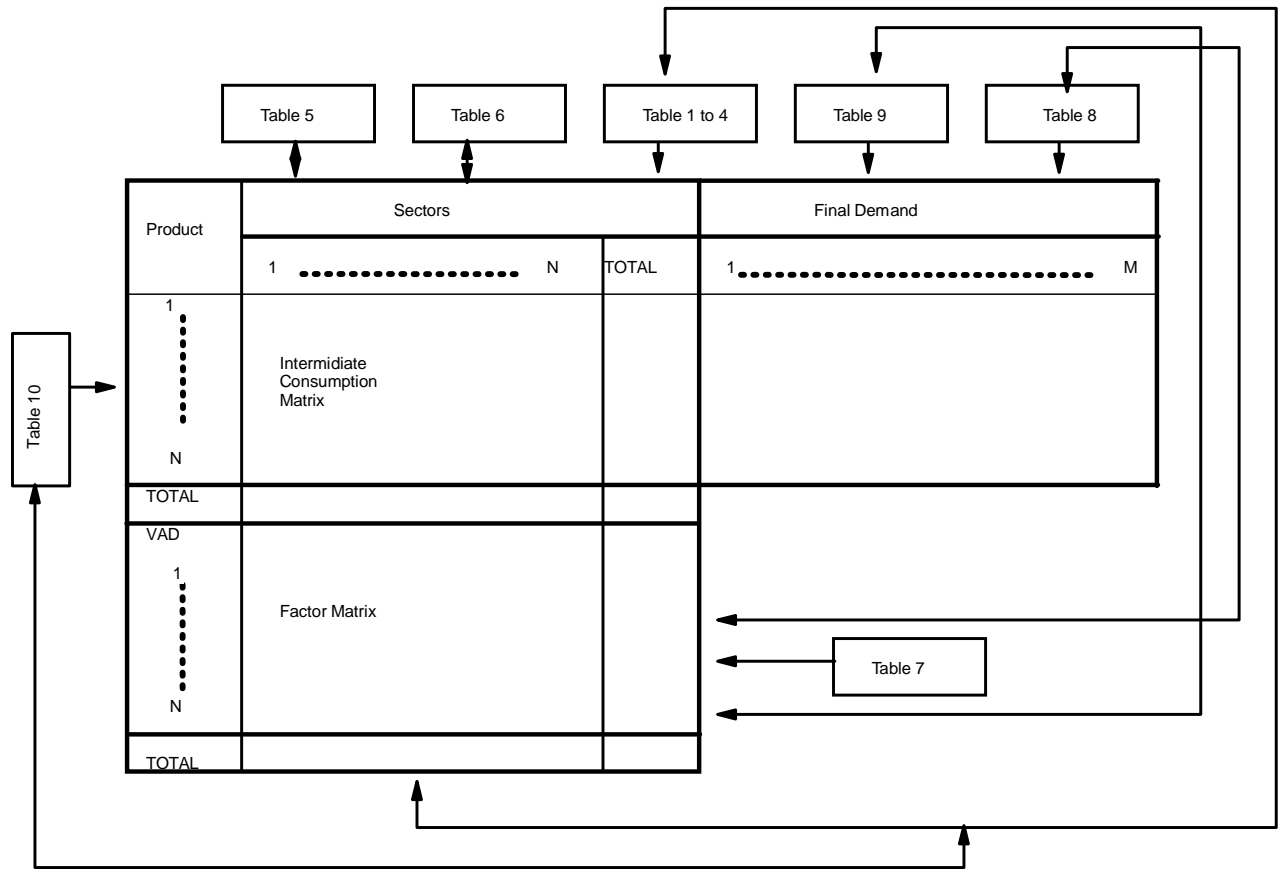 Table 5
Table 6
Table 1 to 4
Table 9
Table 8
Sectors
Final Demand
Product
1
N
TOTAL
1
M
1
Intermidiate
Consumption
Matrix
Table 10
N
TOTAL
VAD
1
Factor Matrix
Table 7
N
TOTAL